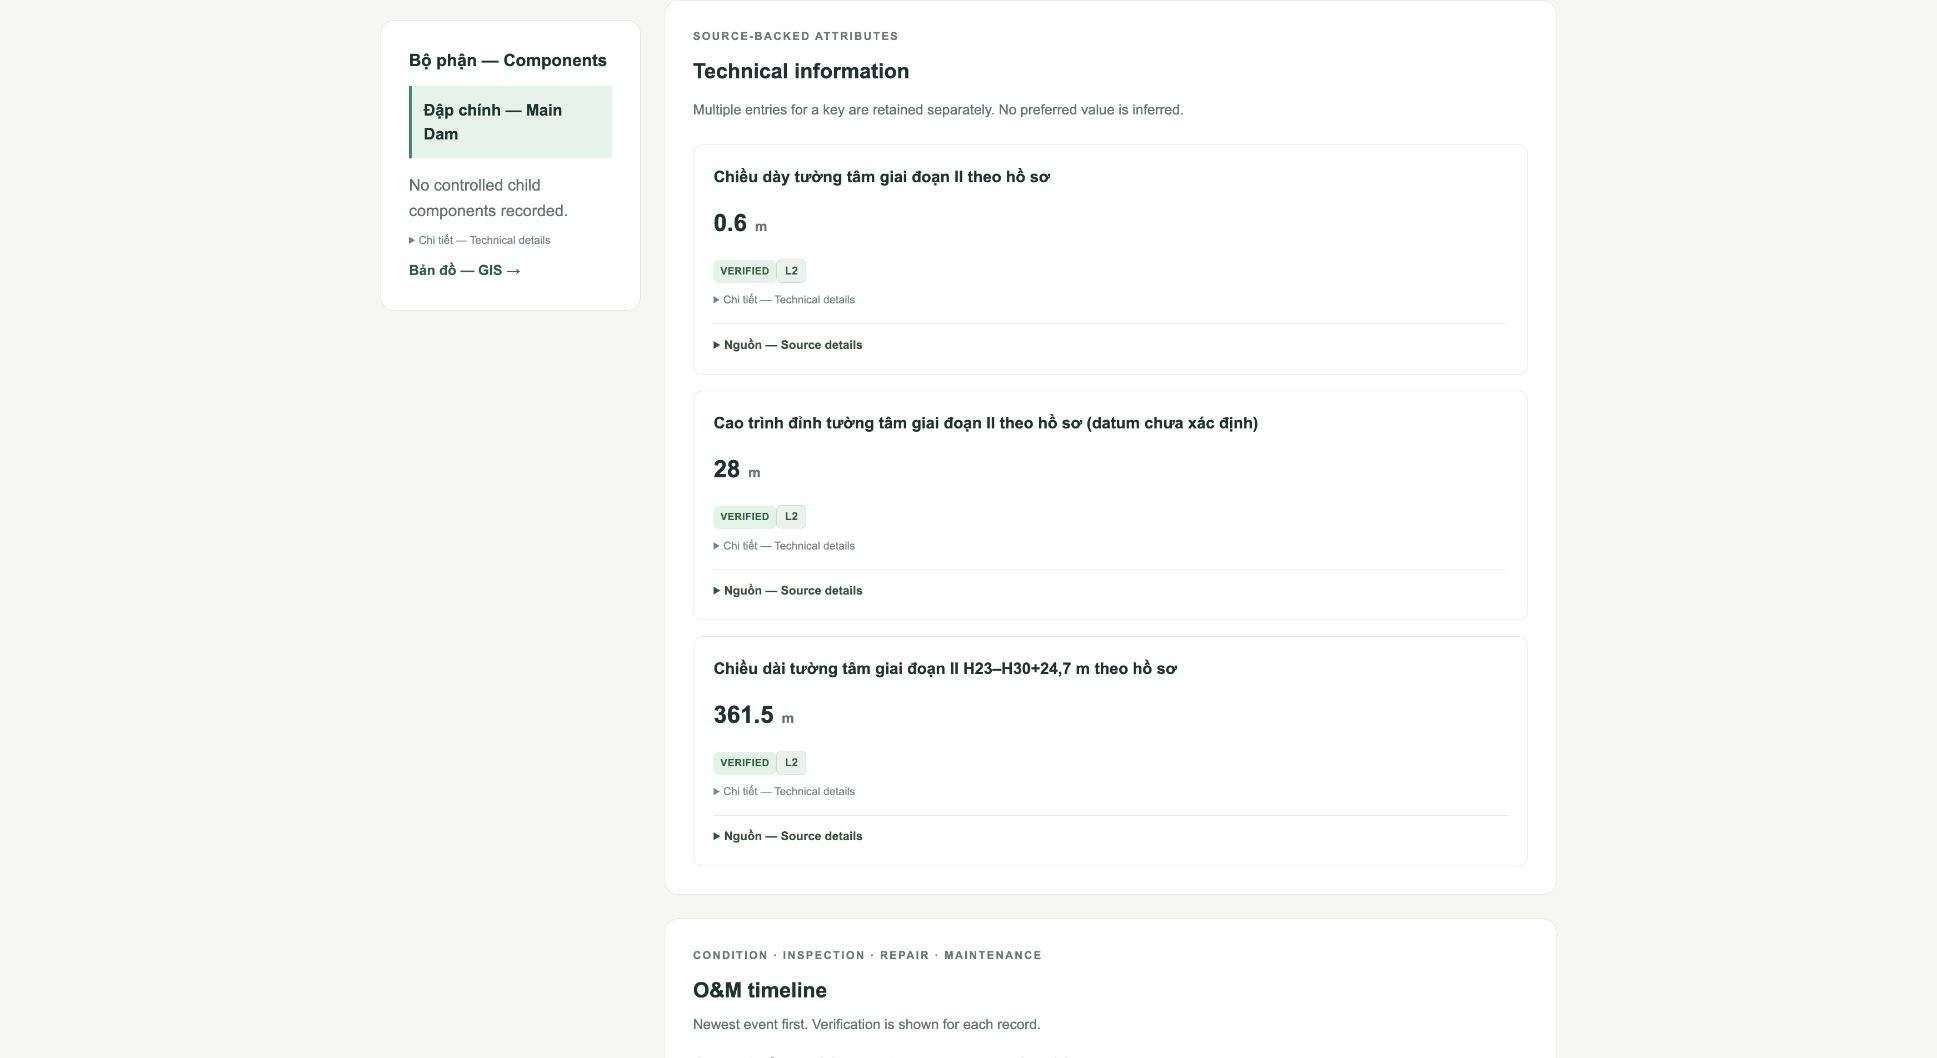 Bộ phận — Components
Đập chính — Main
Dam
No controlled child
components recorded.
▶ Chi tiết — Technical details
Bản đồ — GIS →
SOURCE-BACKED ATTRIBUTES
Technical information
Multiple entries for a key are retained separately. No preferred value is inferred.
Chiều dày tường tâm giai đoạn II theo hồ sơ
0.6 m
VERIFIED L2
▶ Chi tiết — Technical details
▶ Nguồn — Source details
Cao trình đỉnh tường tâm giai đoạn II theo hồ sơ (datum chưa xác định)
28 m
VERIFIED L2
▶ Chi tiết — Technical details
▶ Nguồn — Source details
Chiều dài tường tâm giai đoạn II H23–H30+24,7 m theo hồ sơ
361.5 m
VERIFIED L2
▶ Chi tiết — Technical details
▶ Nguồn — Source details
CONDITION · INSPECTION · REPAIR · MAINTENANCE
O&M timeline
Newest event first. Verification is shown for each record.